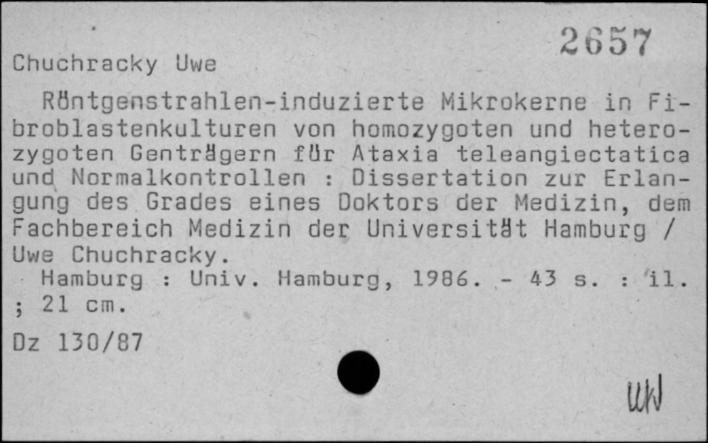 2657
Chuchracky Uwe
Röntgenstrahlen-induzierte Mikrokerne in Fi-
broblastenkulturen von homozygoten und hetero-
zygoten Genträgern für Ataxia teleangiectatica
und Normalkontrollen : Dissertation zur Erlan-
gung des Grades eines Doktors der Medizin, dem
Fachbereich Medizin der Universität Hamburg /
Uwe Chuchracky.
Hamburg : Univ. Hamburg, 1986. - 43 s. : il.
; 21 cm.
Dz 130/87